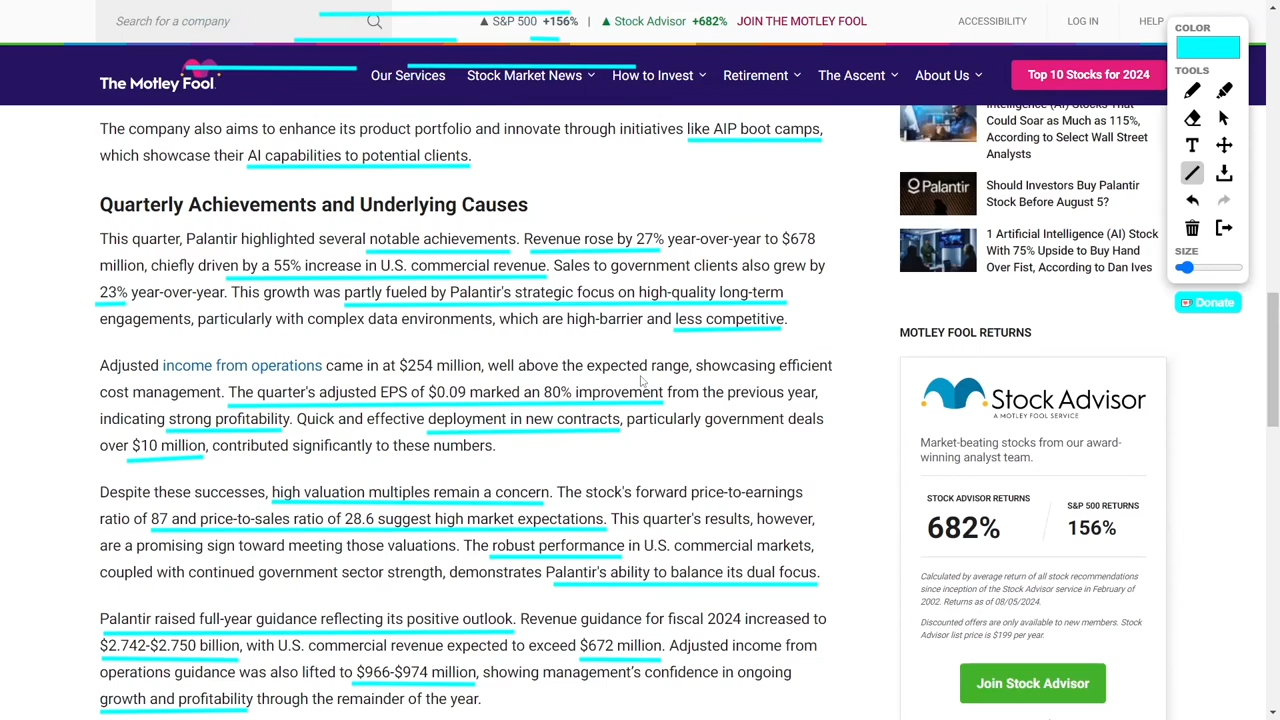 Search for a company
▲ S&P 500 +156% | ▲ Stock Advisor +682% JOIN THE MOTLEY FOOL
ACCESSIBILITY
LOG IN
HELP
The Motley Fool
Our Services
Stock Market News
How to Invest
Retirement
The Ascent
About Us
Top 10 Stocks for 2024
The company also aims to enhance its product portfolio and innovate through initiatives like AIP boot camps,
which showcase their AI capabilities to potential clients.
Quarterly Achievements and Underlying Causes
This quarter, Palantir highlighted several notable achievements. Revenue rose by 27% year-over-year to $678
million, chiefly driven by a 55% increase in U.S. commercial revenue. Sales to government clients also grew by
23% year-over-year. This growth was partly fueled by Palantir's strategic focus on high-quality long-term
engagements, particularly with complex data environments, which are high-barrier and less competitive.
Adjusted income from operations came in at $254 million, well above the expected range, showcasing efficient
cost management. The quarter's adjusted EPS of $0.09 marked an 80% improvement from the previous year,
indicating strong profitability. Quick and effective deployment in new contracts, particularly government deals
over $10 million, contributed significantly to these numbers.
Despite these successes, high valuation multiples remain a concern. The stock's forward price-to-earnings
ratio of 87 and price-to-sales ratio of 28.6 suggest high market expectations. This quarter's results, however,
are a promising sign toward meeting those valuations. The robust performance in U.S. commercial markets,
coupled with continued government sector strength, demonstrates Palantir's ability to balance its dual focus.
Palantir raised full-year guidance reflecting its positive outlook. Revenue guidance for fiscal 2024 increased to
$2.742-$2.750 billion, with U.S. commercial revenue expected to exceed $672 million. Adjusted income from
operations guidance was also lifted to $966-$974 million, showing management's confidence in ongoing
growth and profitability through the remainder of the year.
Intelligence (AI) Stocks That
Could Soar as Much as 115%,
According to Select Wall Street
Analysts
Palantir
Should Investors Buy Palantir
Stock Before August 5?
1 Artificial Intelligence (AI) Stock
With 75% Upside to Buy Hand
Over Fist, According to Dan Ives
MOTLEY FOOL RETURNS
Stock Advisor
A MOTLEY FOOL SERVICE
Market-beating stocks from our award-
winning analyst team.
STOCK ADVISOR RETURNS
682%
S&P 500 RETURNS
156%
Calculated by average return of all stock recommendations
since inception of the Stock Advisor service in February of
2002. Returns as of 08/05/2024.
Discounted offers are only available to new members. Stock
Advisor list price is $199 per year.
Join Stock Advisor
COLOR
TOOLS
T
SIZE
Donate